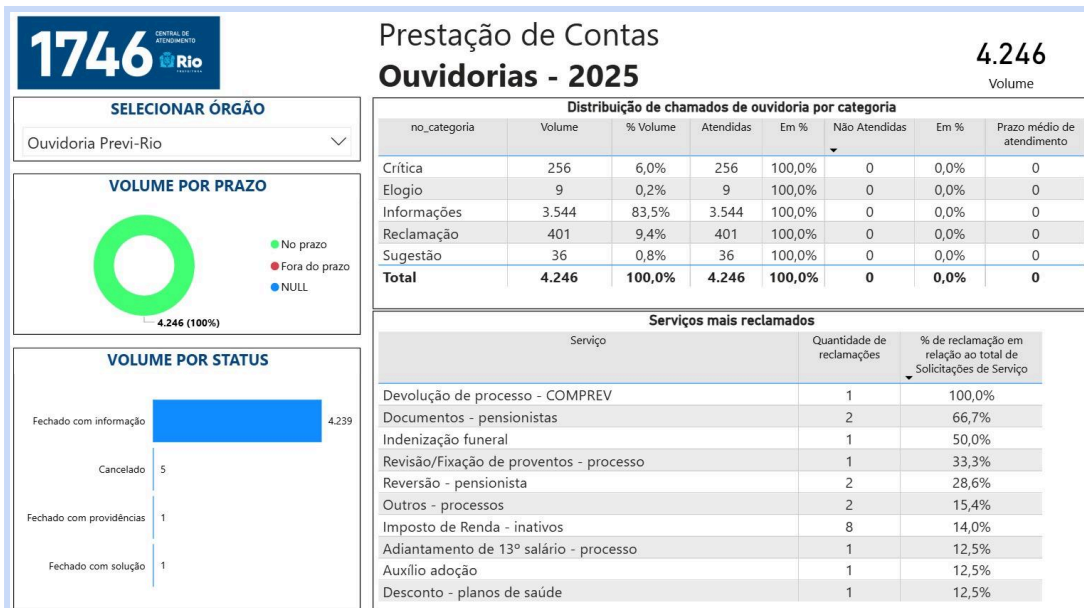 1746
CENTRAL DE
ATENDIMENTO
Rio
PREFEITURA
Prestação de Contas
Ouvidorias - 2025
4.246
Volume
SELECIONAR ÓRGÃO
Ouvidoria Previ-Rio
VOLUME POR PRAZO
No prazo
Fora do prazo
NULL
4.246 (100%)
VOLUME POR STATUS
Fechado com informação 4.239
Cancelado 5
Fechado com providências 1
Fechado com solução 1
Distribuição de chamados de ouvidoria por categoria
no_categoria Volume % Volume Atendidas Em % Não Atendidas Em % Prazo médio de
atendimento
Crítica 256 6,0% 256 100,0% 0 0,0% 0
Elogio 9 0,2% 9 100,0% 0 0,0% 0
Informações 3.544 83,5% 3.544 100,0% 0 0,0% 0
Reclamação 401 9,4% 401 100,0% 0 0,0% 0
Sugestão 36 0,8% 36 100,0% 0 0,0% 0
Total 4.246 100,0% 4.246 100,0% 0 0,0% 0
Serviços mais reclamados
Serviço Quantidade de % de reclamação em
reclamações relação ao total de
Solicitações de Serviço
Devolução de processo - COMPREV 1 100,0%
Documentos - pensionistas 2 66,7%
Indenização funeral 1 50,0%
Revisão/Fixação de proventos - processo 1 33,3%
Reversão - pensionista 2 28,6%
Outros - processos 2 15,4%
Imposto de Renda - inativos 8 14,0%
Adiantamento de 13º salário - processo 1 12,5%
Auxílio adoção 1 12,5%
Desconto - planos de saúde 1 12,5%